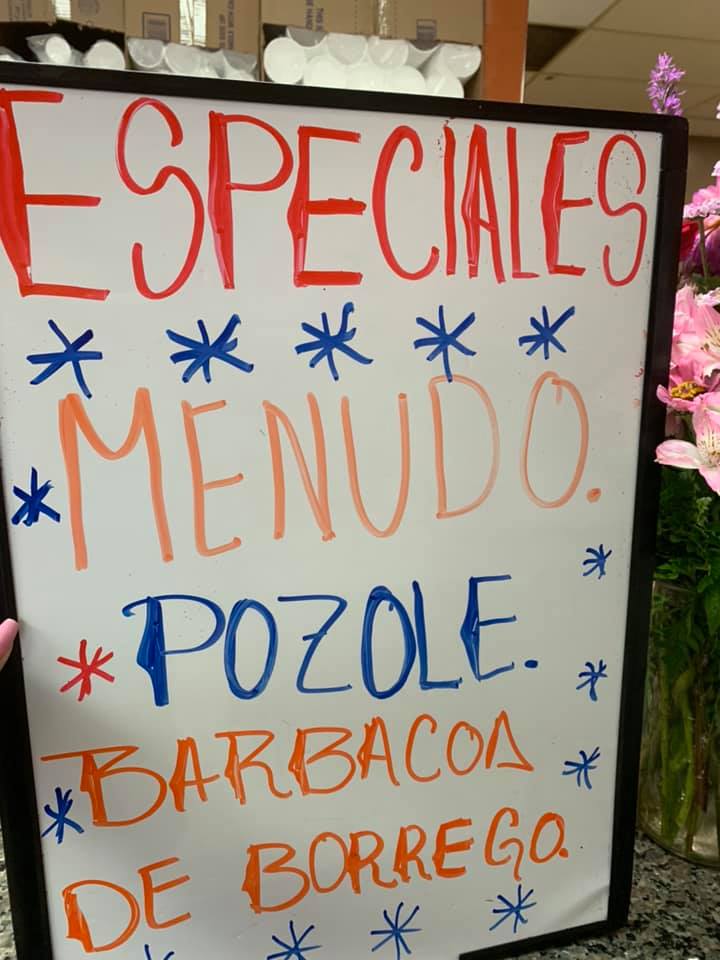 ESPECIALES
MENUDO.
POZOLE.
BARBACOA
DE BORREGO.